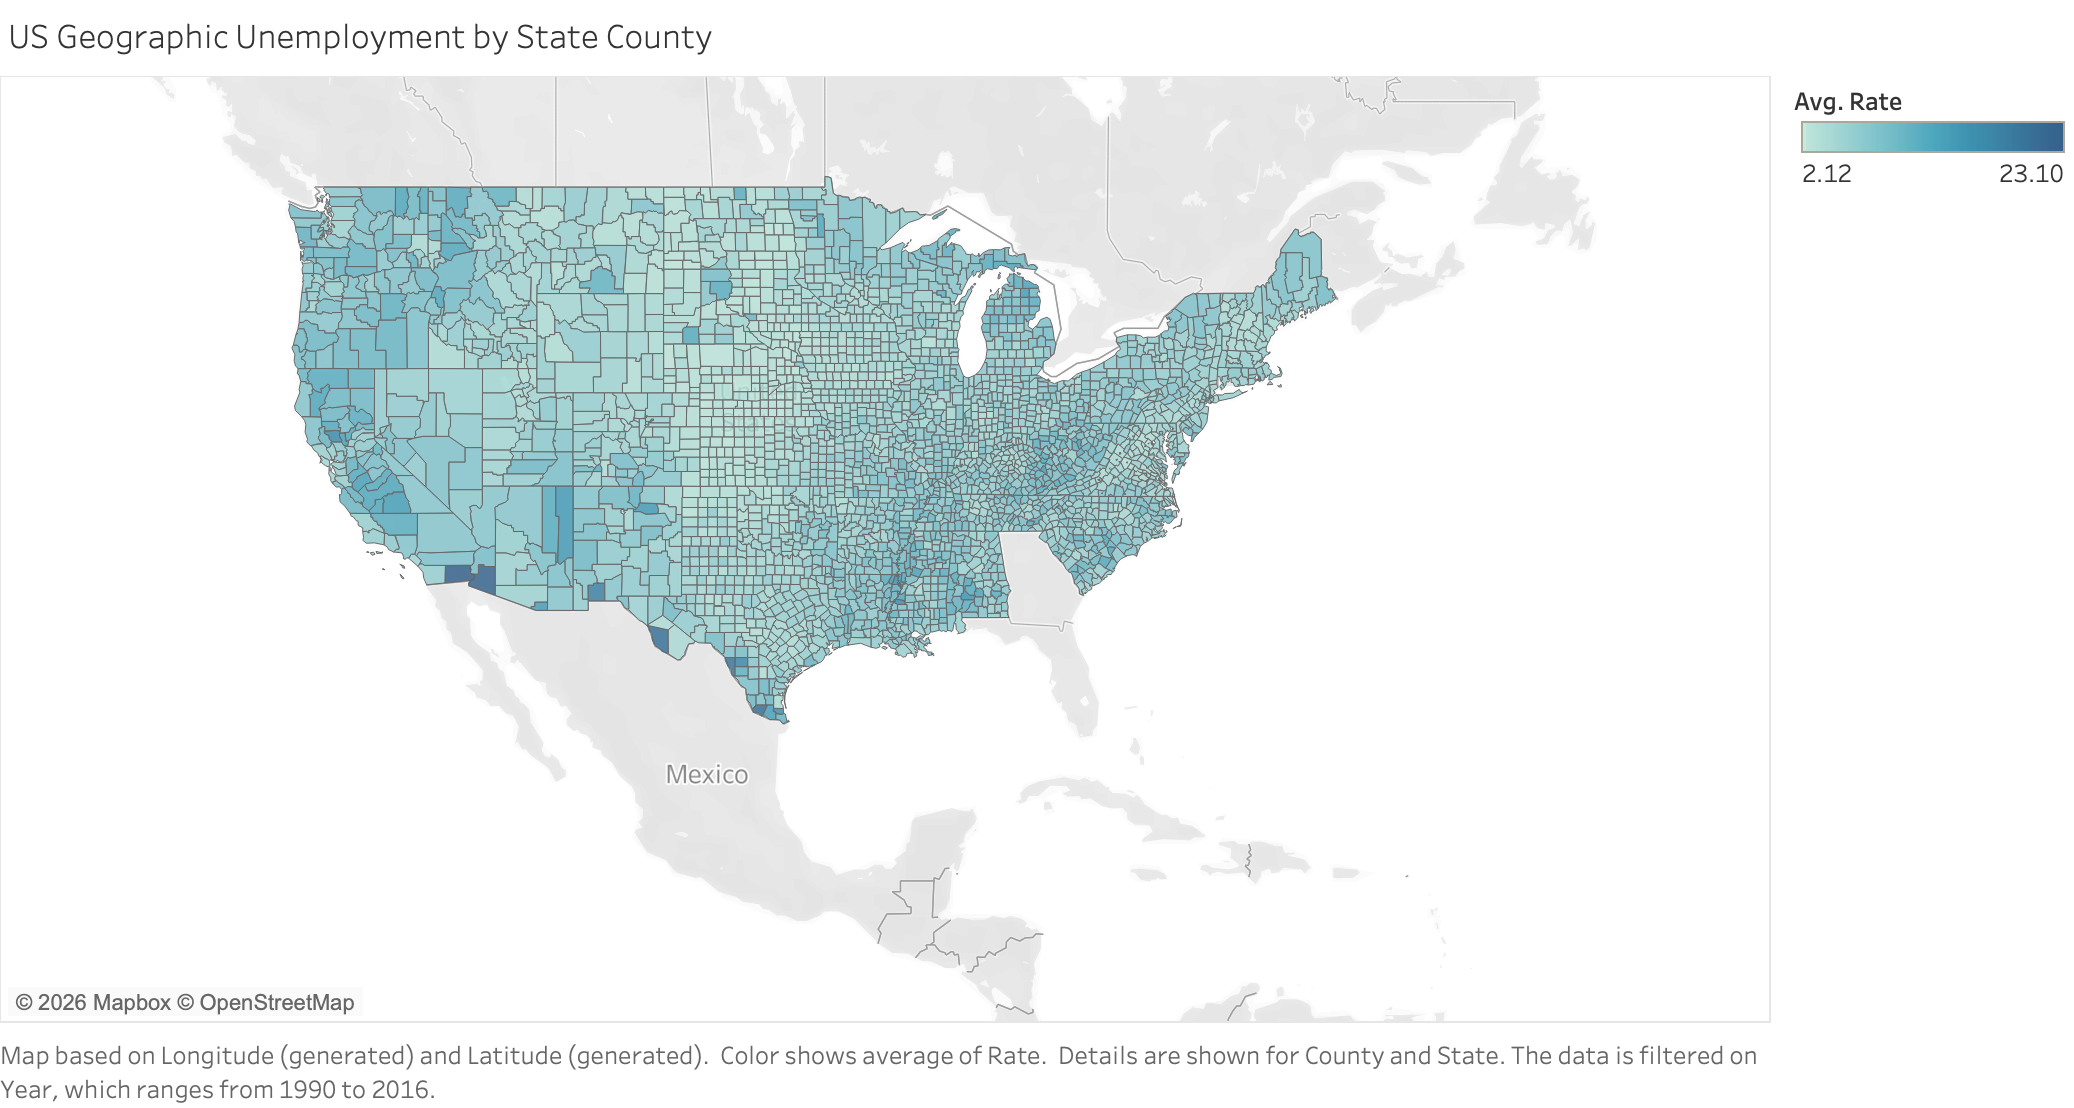 US Geographic Unemployment by State County
Avg. Rate
2.12
23.10
Mexico
© 2026 Mapbox © OpenStreetMap
Map based on Longitude (generated) and Latitude (generated).  Color shows average of Rate.  Details are shown for County and State. The data is filtered on
Year, which ranges from 1990 to 2016.